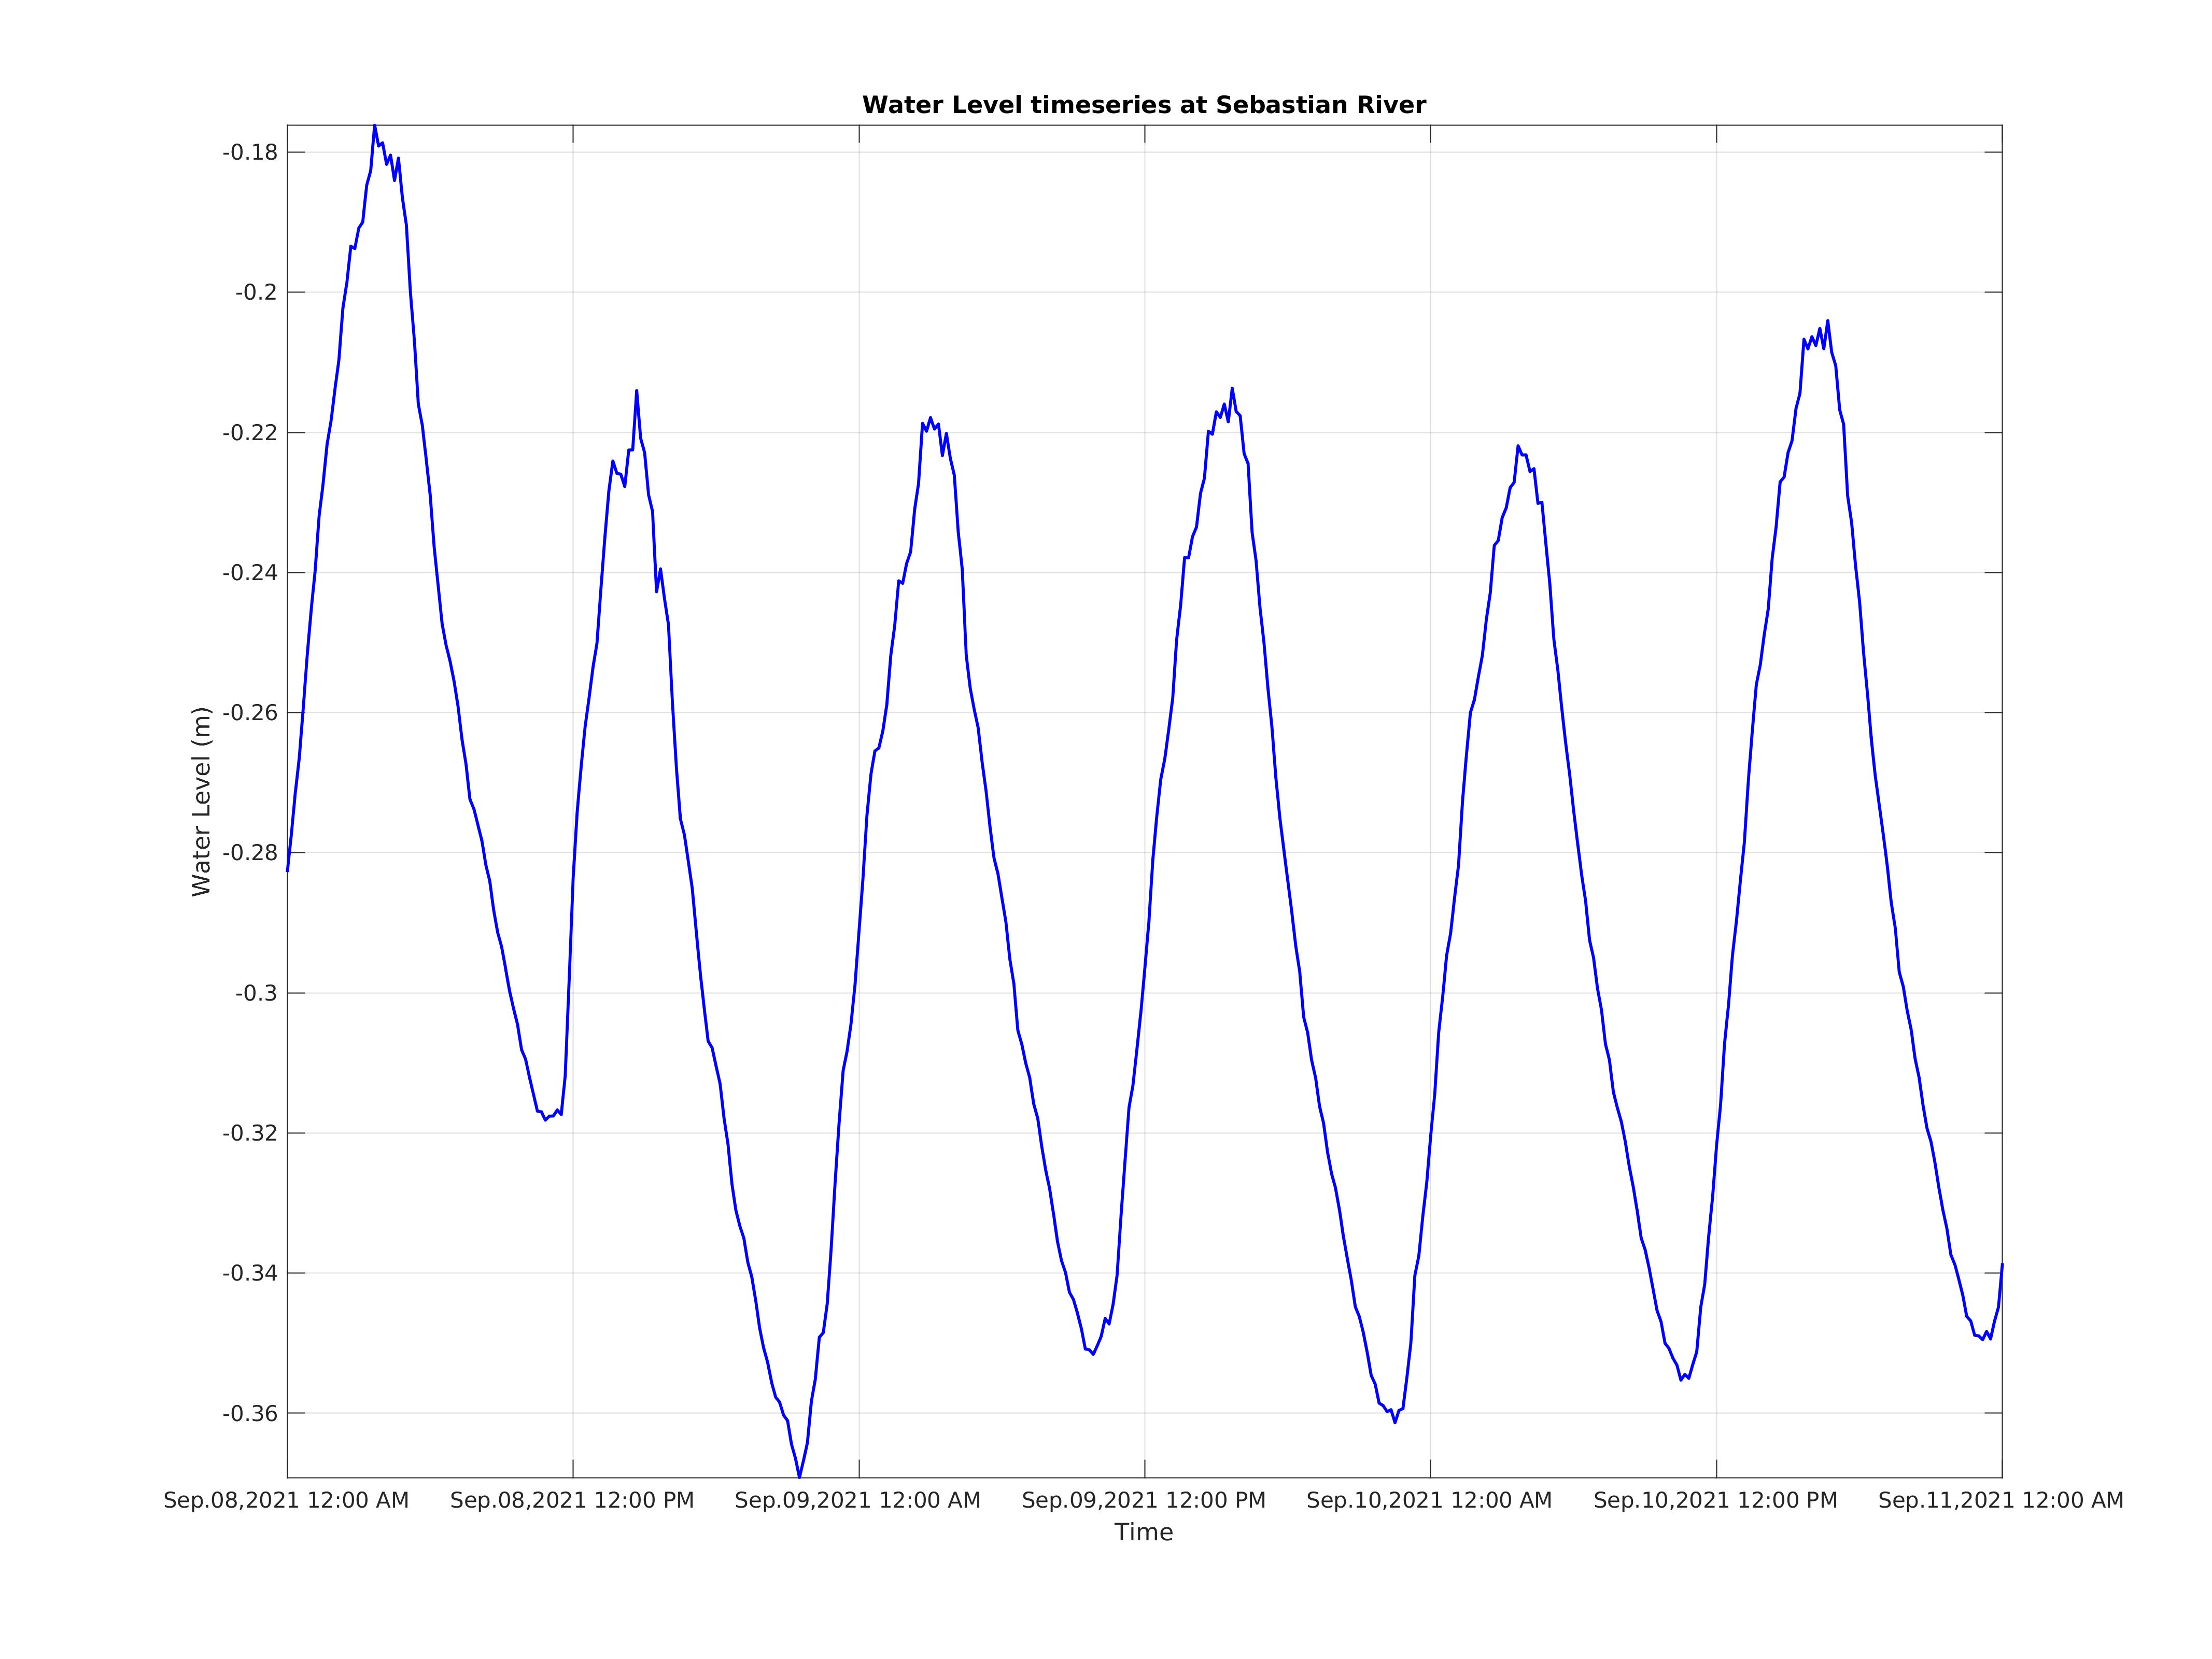 Water Level timeseries at Sebastian River
-0.18
-0.2
-0.22
-0.24
-0.26
-0.28
-0.3
-0.32
-0.34
-0.36
Water Level (m)
Sep.08,2021 12:00 AM
Sep.08,2021 12:00 PM
Sep.09,2021 12:00 AM
Sep.09,2021 12:00 PM
Sep.10,2021 12:00 AM
Sep.10,2021 12:00 PM
Sep.11,2021 12:00 AM
Time